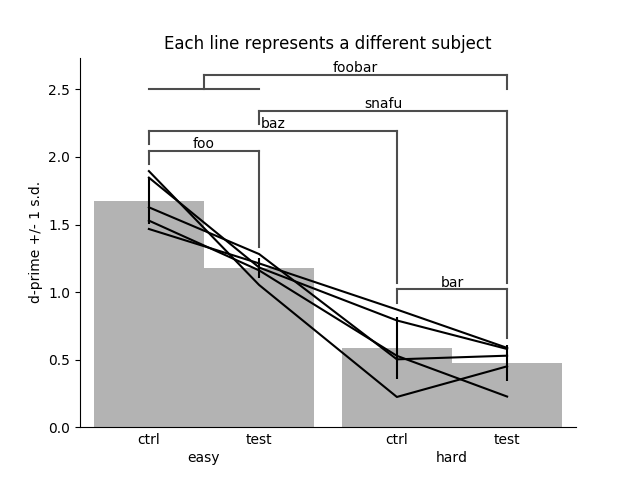 Each line represents a different subject
foobar
snafu
baz
foo
bar
d-prime +/- 1 s.d.
2.5
2.0
1.5
1.0
0.5
0.0
ctrl test ctrl test
easy hard